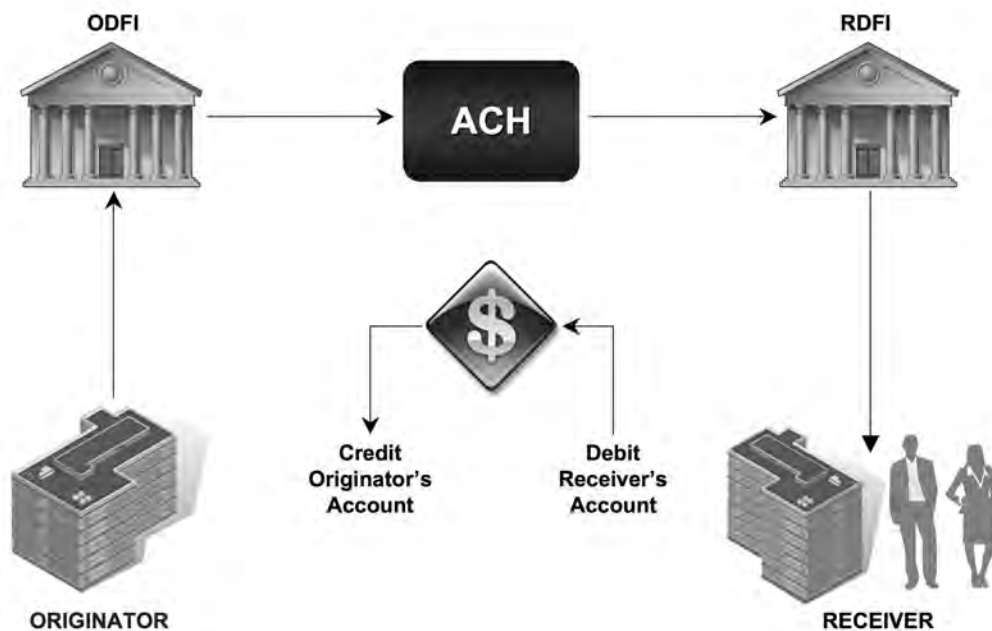 ODFI
RDFI
ACH
$
Credit
Originator's
Account
Debit
Receiver's
Account
ORIGINATOR
RECEIVER